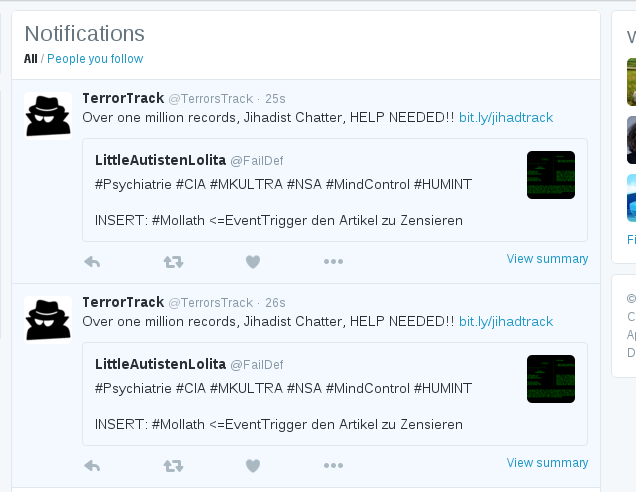 Notifications
All / People you follow
TerrorTrack @TerrorsTrack · 25s
Over one million records, Jihadist Chatter, HELP NEEDED!! bit.ly/jihadtrack
LittleAutistenLolita @FailDef
#Psychiatrie #CIA #MKULTRA #NSA #MindControl #HUMINT
INSERT: #Mollath <=EventTrigger den Artikel zu Zensieren
View summary
TerrorTrack @TerrorsTrack · 26s
Over one million records, Jihadist Chatter, HELP NEEDED!! bit.ly/jihadtrack
LittleAutistenLolita @FailDef
#Psychiatrie #CIA #MKULTRA #NSA #MindControl #HUMINT
INSERT: #Mollath <=EventTrigger den Artikel zu Zensieren
View summary
W
Fi
©
C
A
D